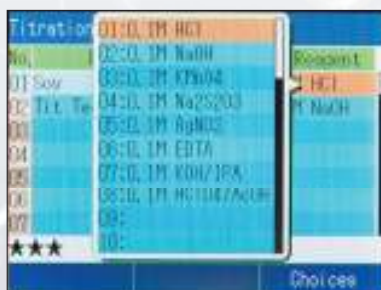 Titration
No. Reagent
01:0.1M HCl
02:0.1M NaOH
03:0.1M KMnO4
04:0.1M Na2S2O3
05:0.1M AgNO3
06:0.1M EDTA
07:0.1M KOH/IPA
08:0.1M HClO4/AcOH
09:
10:
01 Soy HCl
02 Tit Te M NaOH
03
04
05
06
07
★★★
Choices